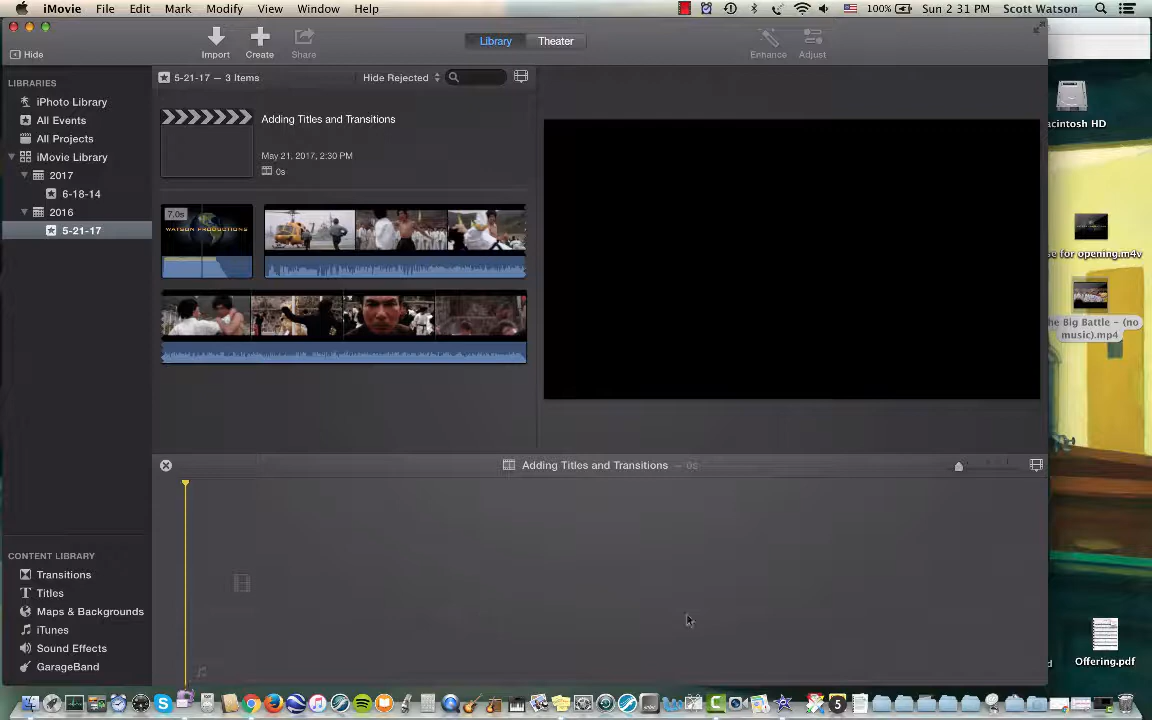 iMovie File Edit Mark Modify View Window Help 100% Sun 2 31 PM Scott Watson
Hide Import Create Share Library Theater Enhance Adjust
LIBRARIES
iPhoto Library
All Events
All Projects
iMovie Library
2017
6-18-14
2016
5-21-17
5-21-17 — 3 Items Hide Rejected
Adding Titles and Transitions
May 21, 2017, 2:30 PM
0s
7.0s
WATSON PRODUCTIONS
acintosh HD
se for opening.m4v
he Big Battle - (no
music).mp4
Adding Titles and Transitions — 0s
CONTENT LIBRARY
Transitions
T Titles
Maps & Backgrounds
iTunes
Sound Effects
GarageBand
Offering.pdf
5